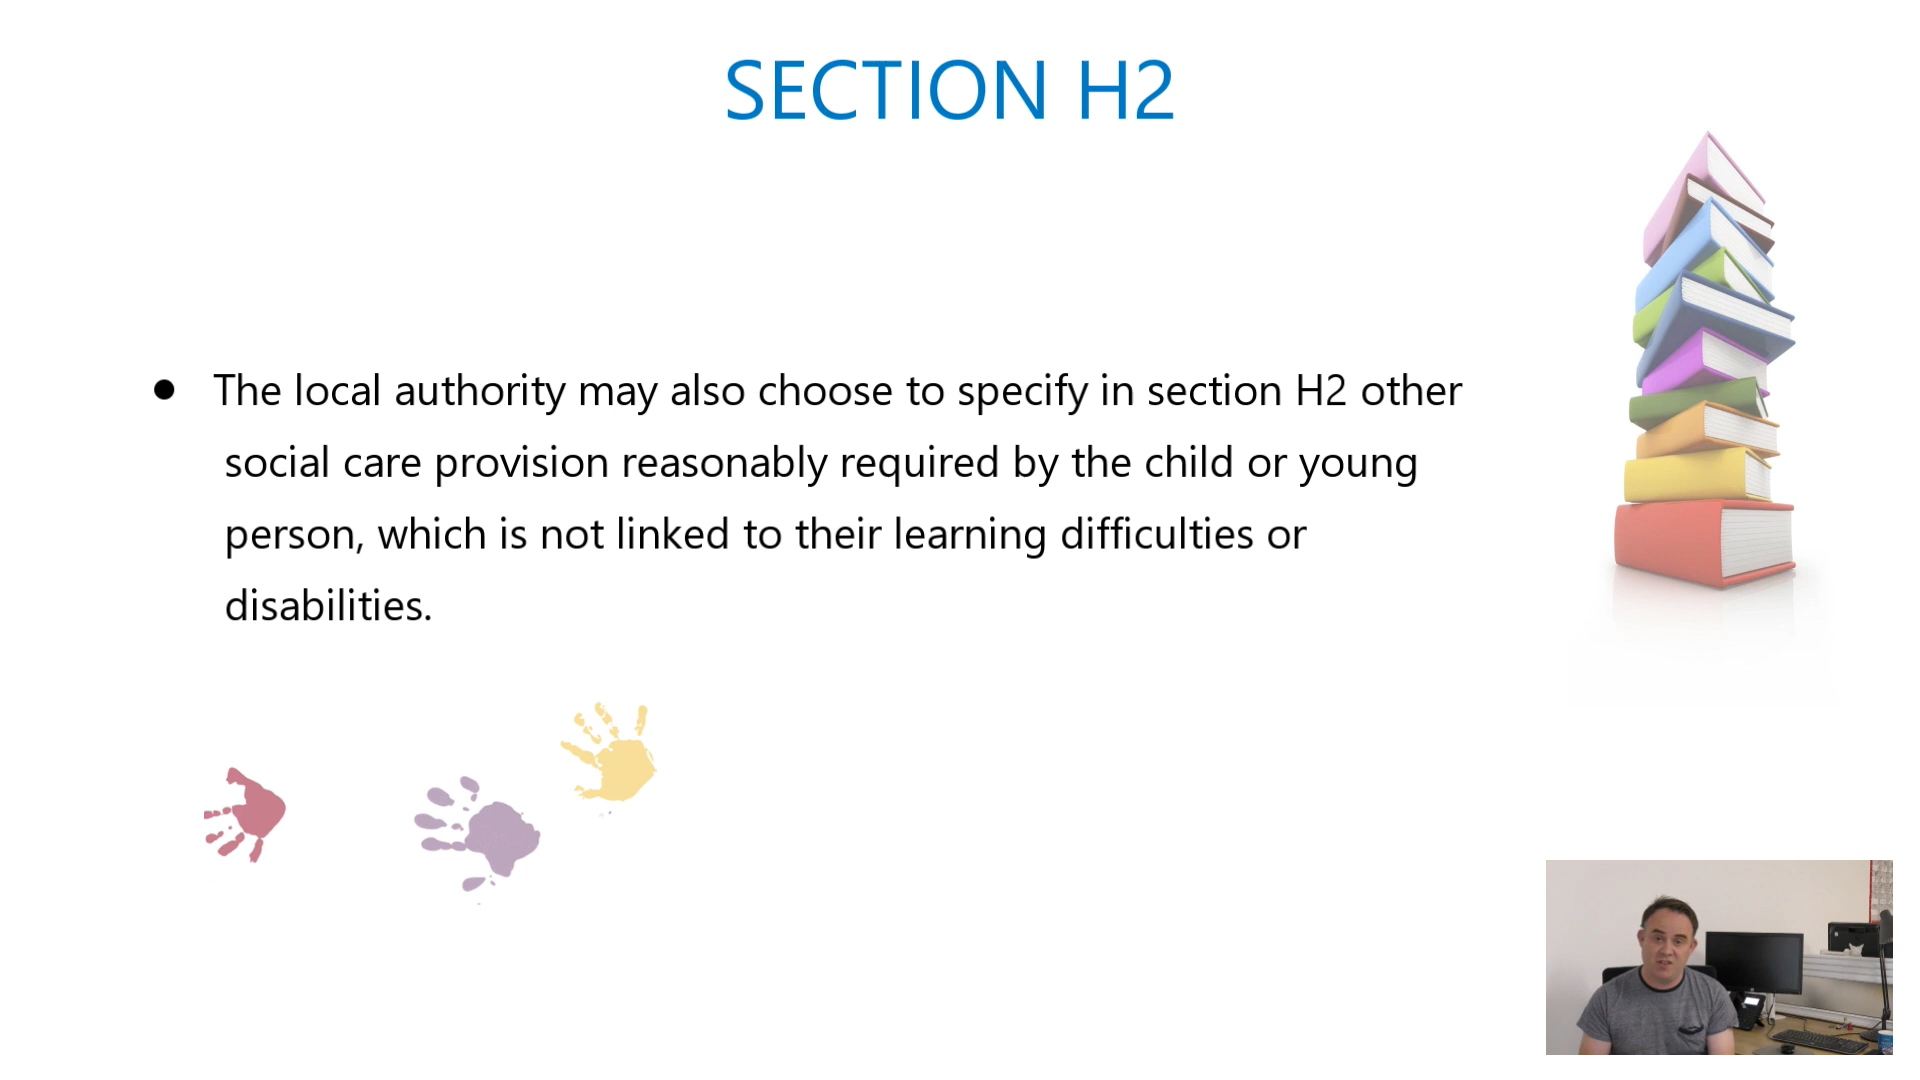 SECTION H2
● The local authority may also choose to specify in section H2 other
social care provision reasonably required by the child or young
person, which is not linked to their learning difficulties or
disabilities.